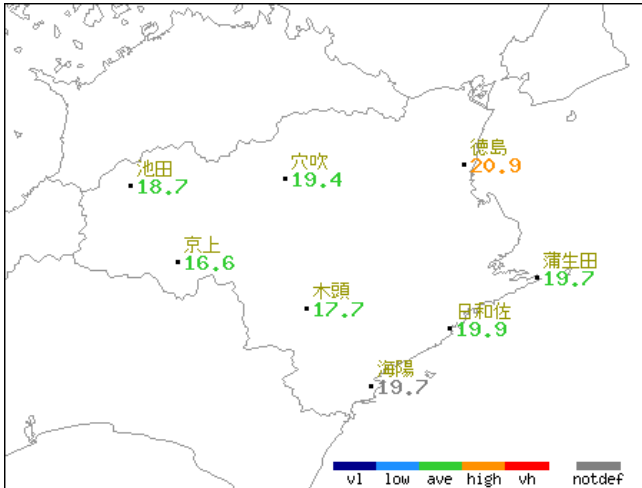 徳島
20.9
穴吹
19.4
池田
18.7
京上
16.6
蒲生田
19.7
木頭
17.7
日和佐
19.9
海陽
19.7
vl low ave high vh notdef